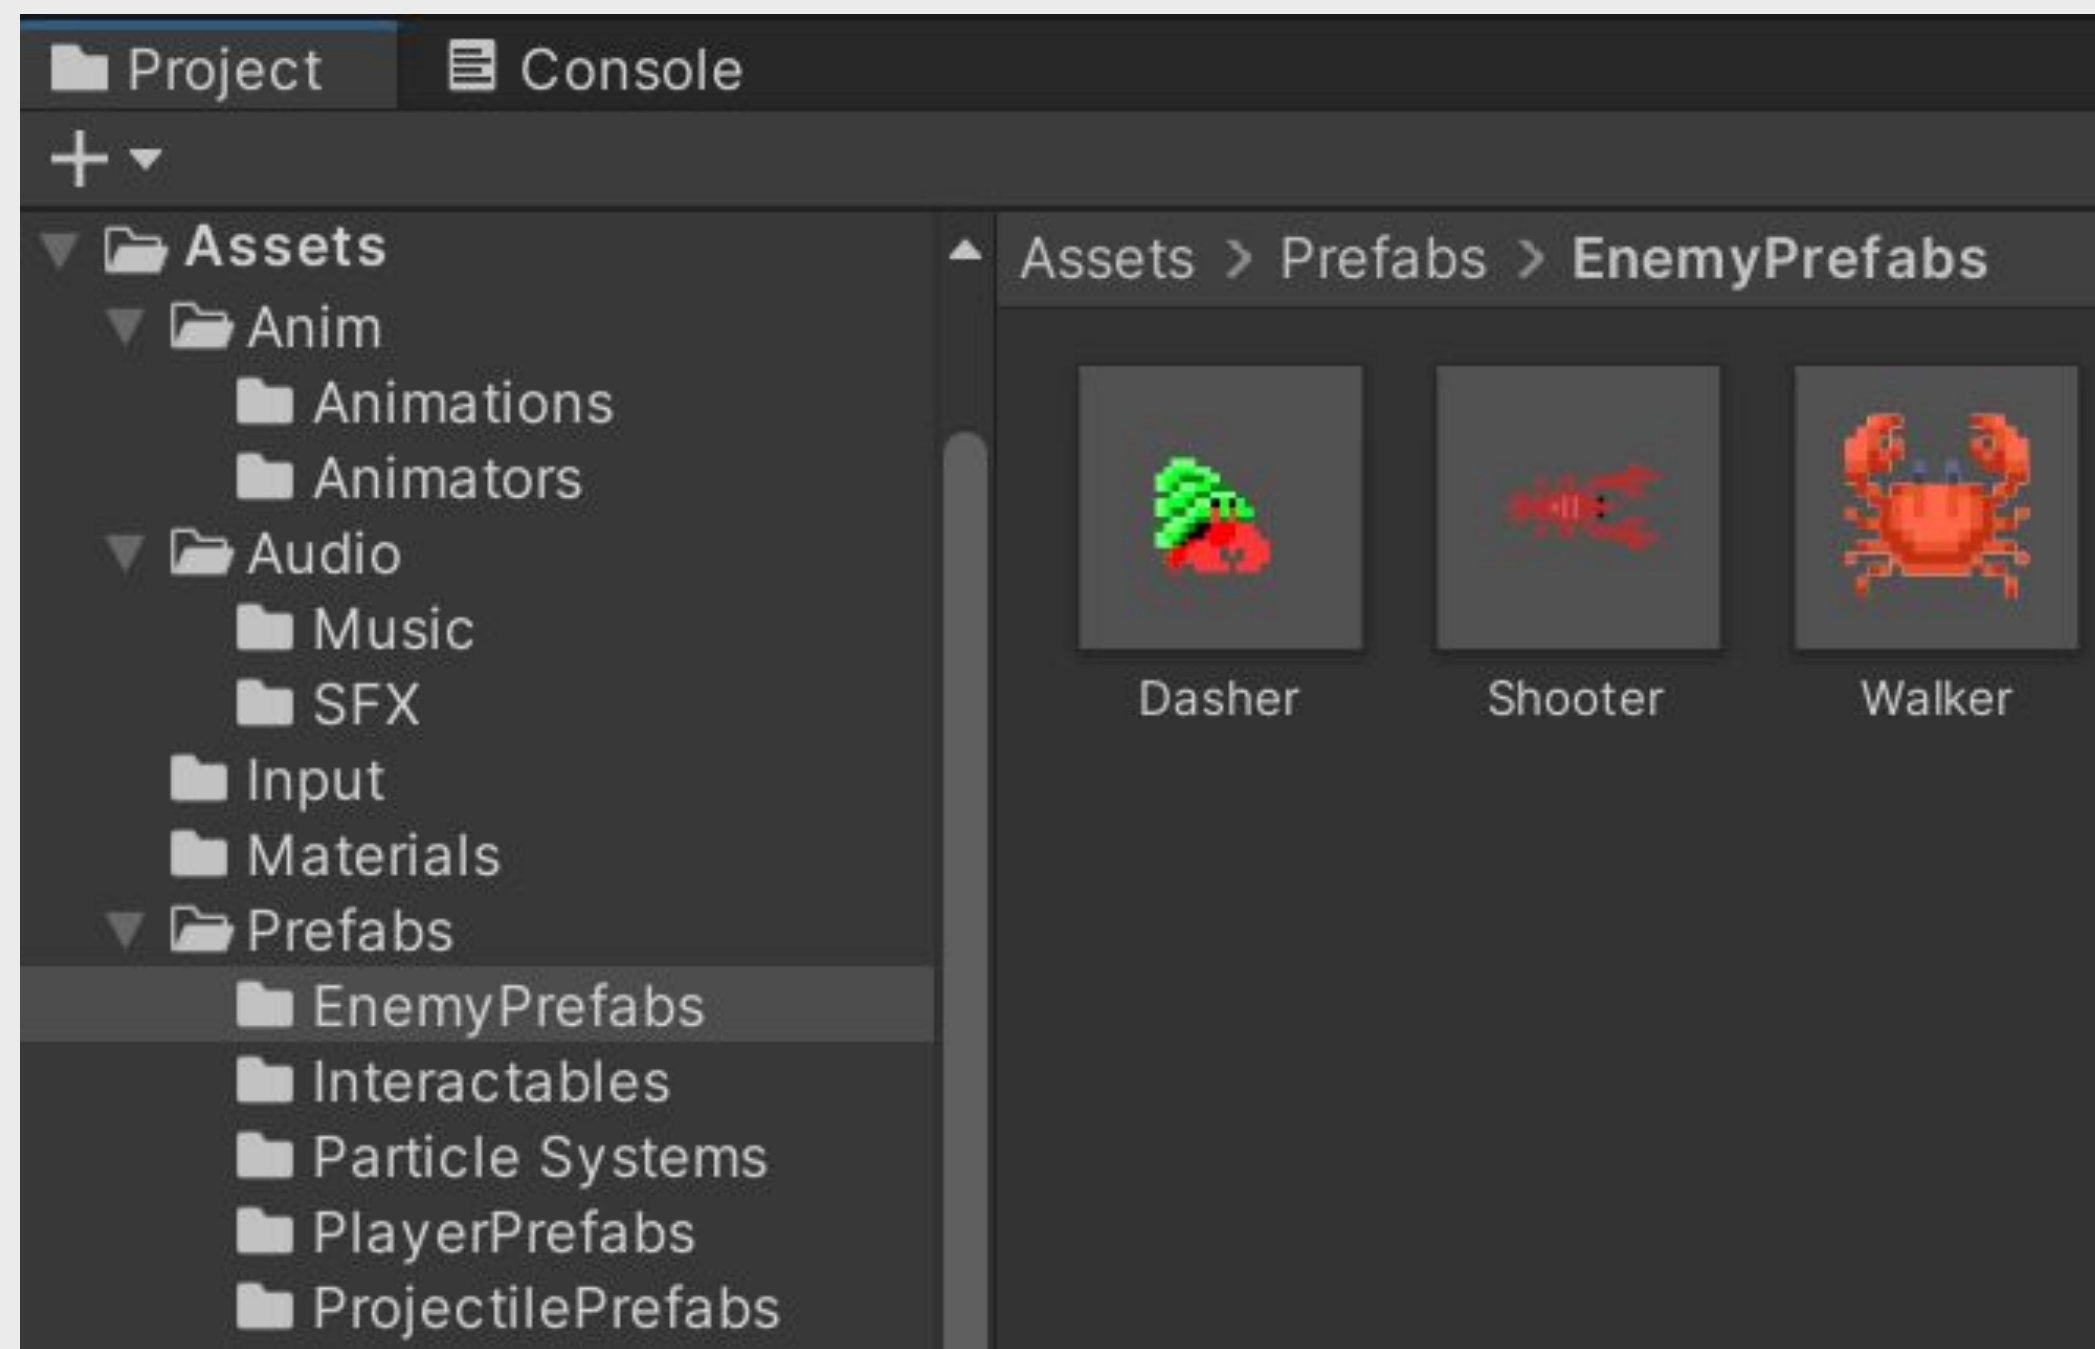 Project Console
Assets
Anim
Animations
Animators
Audio
Music
SFX
Input
Materials
Prefabs
EnemyPrefabs
Interactables
Particle Systems
PlayerPrefabs
ProjectilePrefabs
Assets > Prefabs > EnemyPrefabs
Dasher Shooter Walker